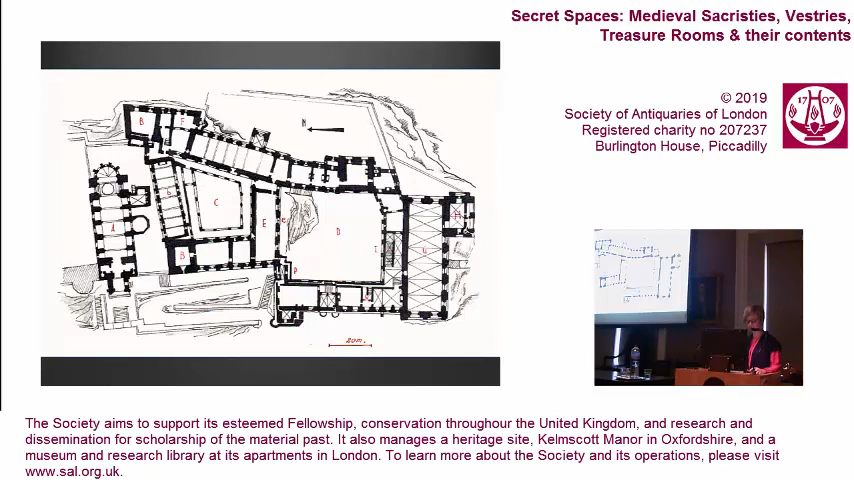 Secret Spaces: Medieval Sacristies, Vestries,
Treasure Rooms & their contents
© 2019
Society of Antiquaries of London
Registered charity no 207237
Burlington House, Piccadilly
17 07
N
B F
b C
A E e D
B I G H
p
20m.
The Society aims to support its esteemed Fellowship, conservation throughour the United Kingdom, and research and
dissemination for scholarship of the material past. It also manages a heritage site, Kelmscott Manor in Oxfordshire, and a
museum and research library at its apartments in London. To learn more about the Society and its operations, please visit
www.sal.org.uk.